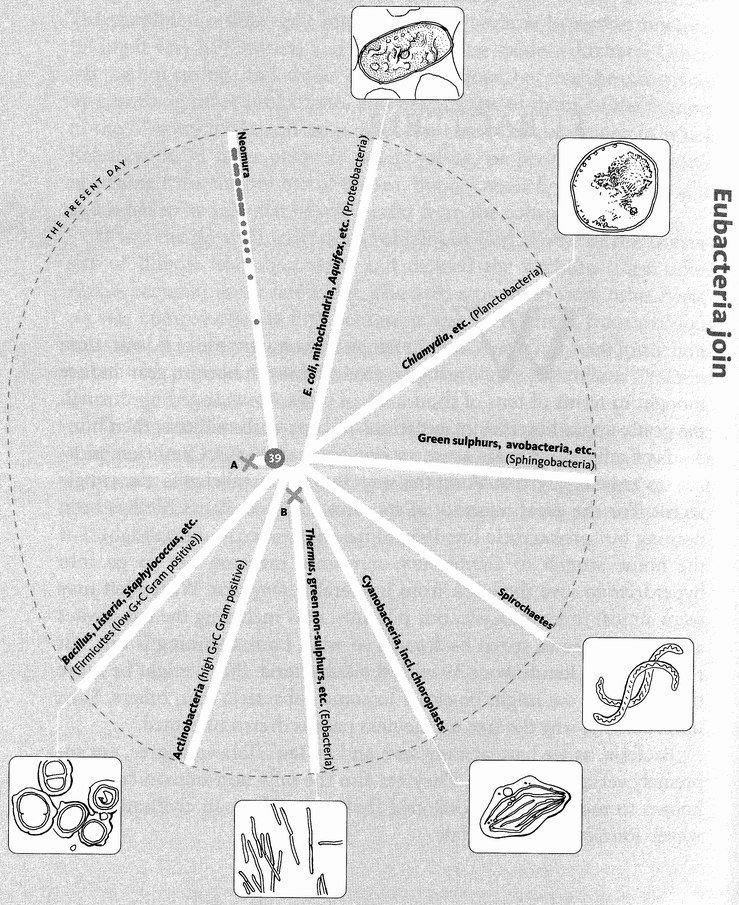 Eubacteria join
THE PRESENT DAY
Neomura
E. coli, mitochondria, Aquifex, etc. (Proteobacteria)
Chlamydia, etc. (Planctobacteria)
Green sulphurs, avobacteria, etc.
(Sphingobacteria)
Spirochaetes
Cyanobacteria, incl. chloroplasts
Thermus, green non-sulphurs, etc. (Eobacteria)
Actinobacteria (high G+C Gram positive)
Bacillus, Listeria, Staphylococcus, etc.
(Firmicutes (low G+C Gram positive))
A
39
B